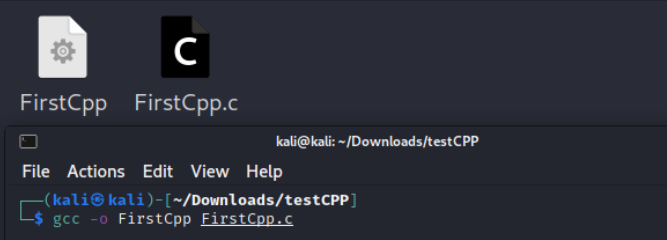 C
FirstCpp FirstCpp.c
kali@kali: ~/Downloads/testCPP
File Actions Edit View Help
┌──(kali㉿kali)-[~/Downloads/testCPP]
└─$ gcc -o FirstCpp FirstCpp.c